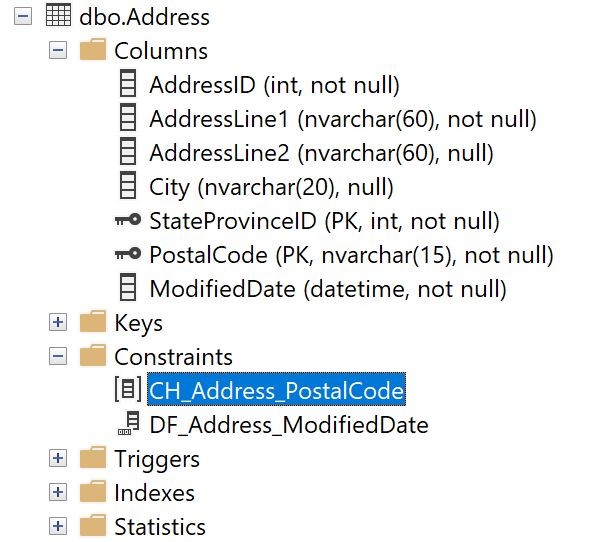 dbo.Address
Columns
AddressID (int, not null)
AddressLine1 (nvarchar(60), not null)
AddressLine2 (nvarchar(60), null)
City (nvarchar(20), null)
StateProvinceID (PK, int, not null)
PostalCode (PK, nvarchar(15), not null)
ModifiedDate (datetime, not null)
Keys
Constraints
CH_Address_PostalCode
DF_Address_ModifiedDate
Triggers
Indexes
Statistics